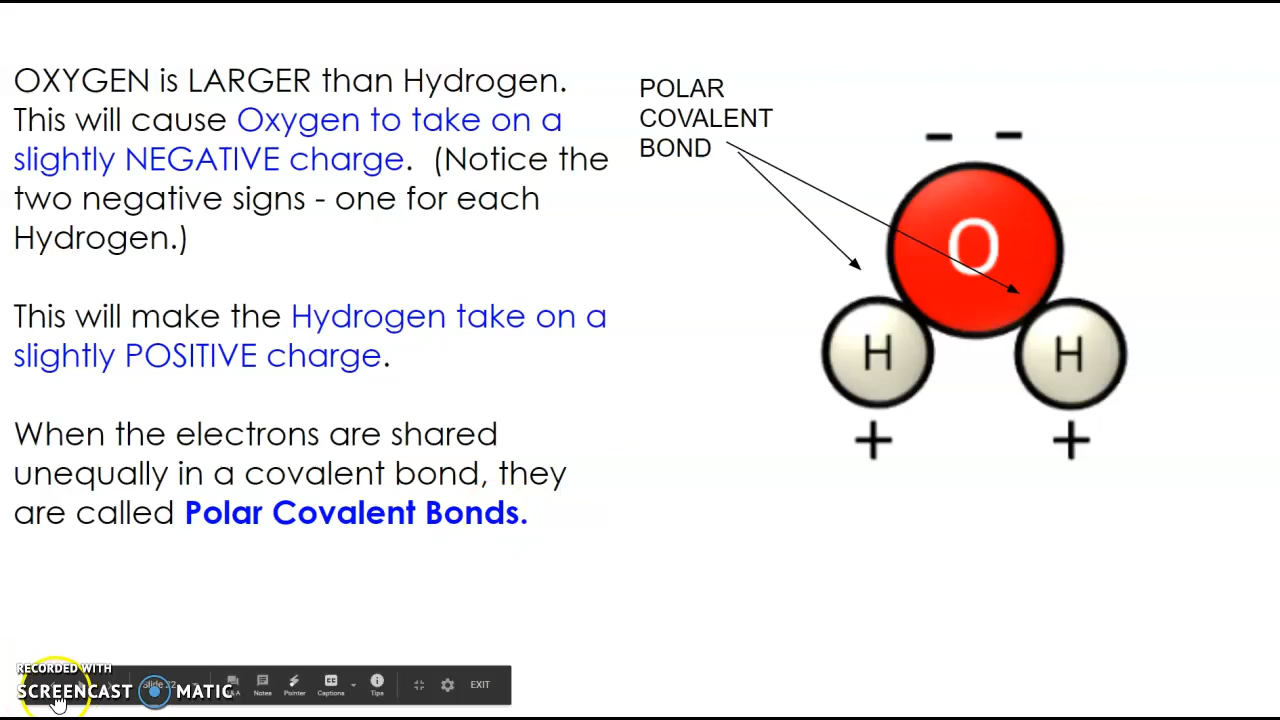 OXYGEN is LARGER than Hydrogen.
This will cause Oxygen to take on a
slightly NEGATIVE charge. (Notice the
two negative signs - one for each
Hydrogen.)
This will make the Hydrogen take on a
slightly POSITIVE charge.
When the electrons are shared
unequally in a covalent bond, they
are called Polar Covalent Bonds.
POLAR
COVALENT
BOND
- -
O
H H
+ +
RECORDED WITH
SCREENCAST MATIC
Slide 22
Notes Pointer Captions Tips EXIT